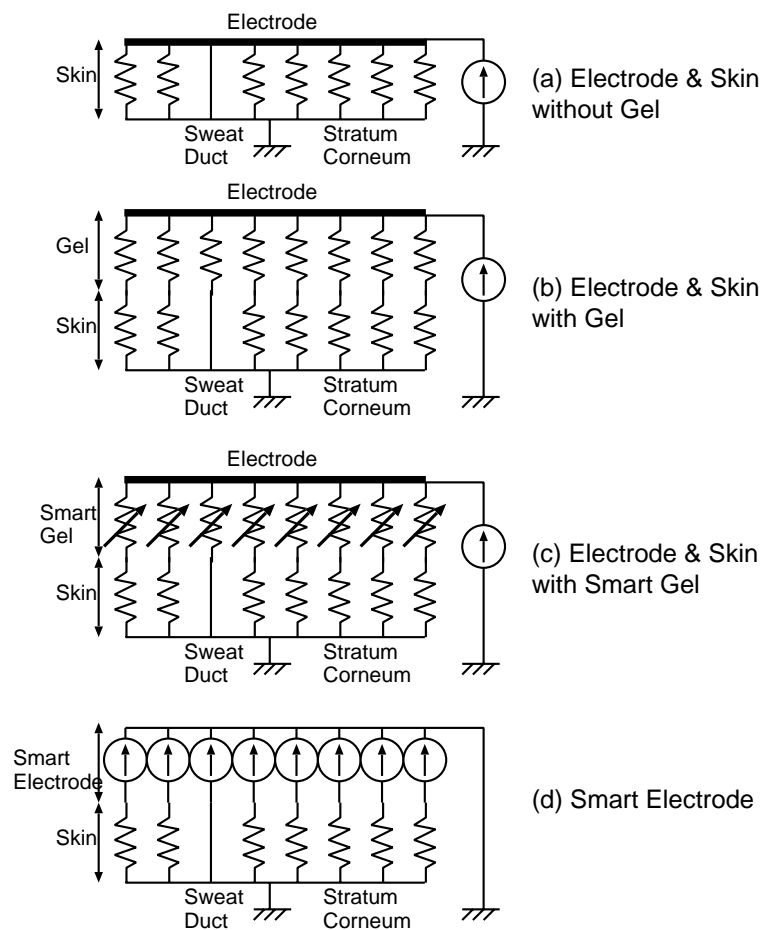 Electrode
Skin
Sweat
Duct
Stratum
Corneum
(a) Electrode & Skin
without Gel
Electrode
Gel
Skin
Sweat
Duct
Stratum
Corneum
(b) Electrode & Skin
with Gel
Electrode
Smart
Gel
Skin
Sweat
Duct
Stratum
Corneum
(c) Electrode & Skin
with Smart Gel
Smart
Electrode
Skin
Sweat
Duct
Stratum
Corneum
(d) Smart Electrode